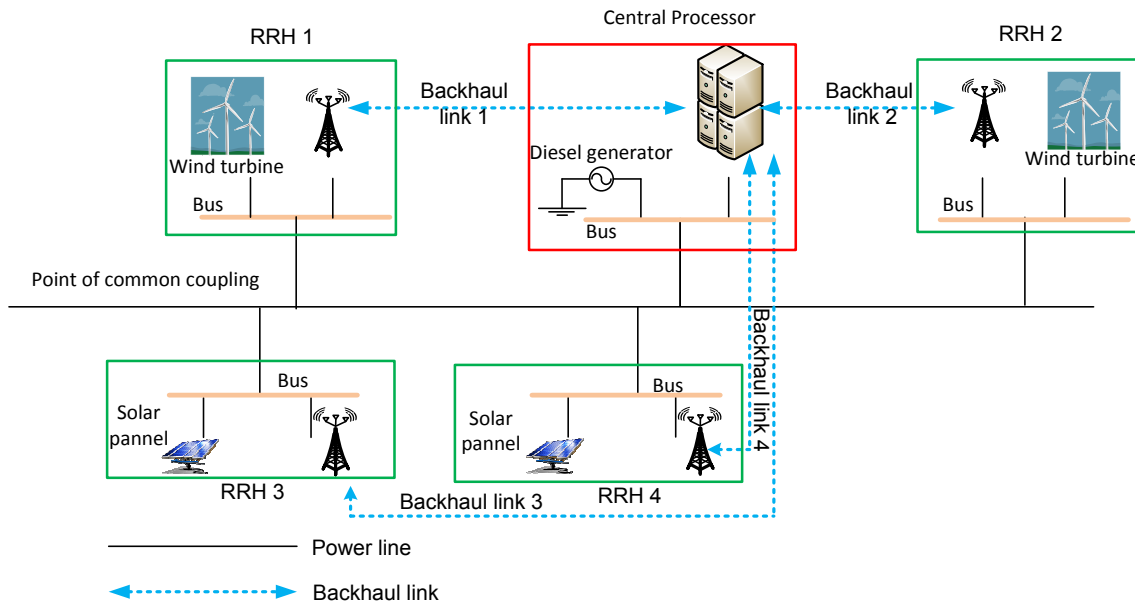 Central Processor
RRH 1
RRH 2
Backhaul
link 1
Backhaul
link 2
Wind turbine
Diesel generator
Wind turbine
Bus
Bus
Bus
Point of common coupling
Backhaul link 4
Bus
Bus
Solar
pannel
Solar
pannel
RRH 3
RRH 4
Backhaul link 3
Power line
Backhaul link